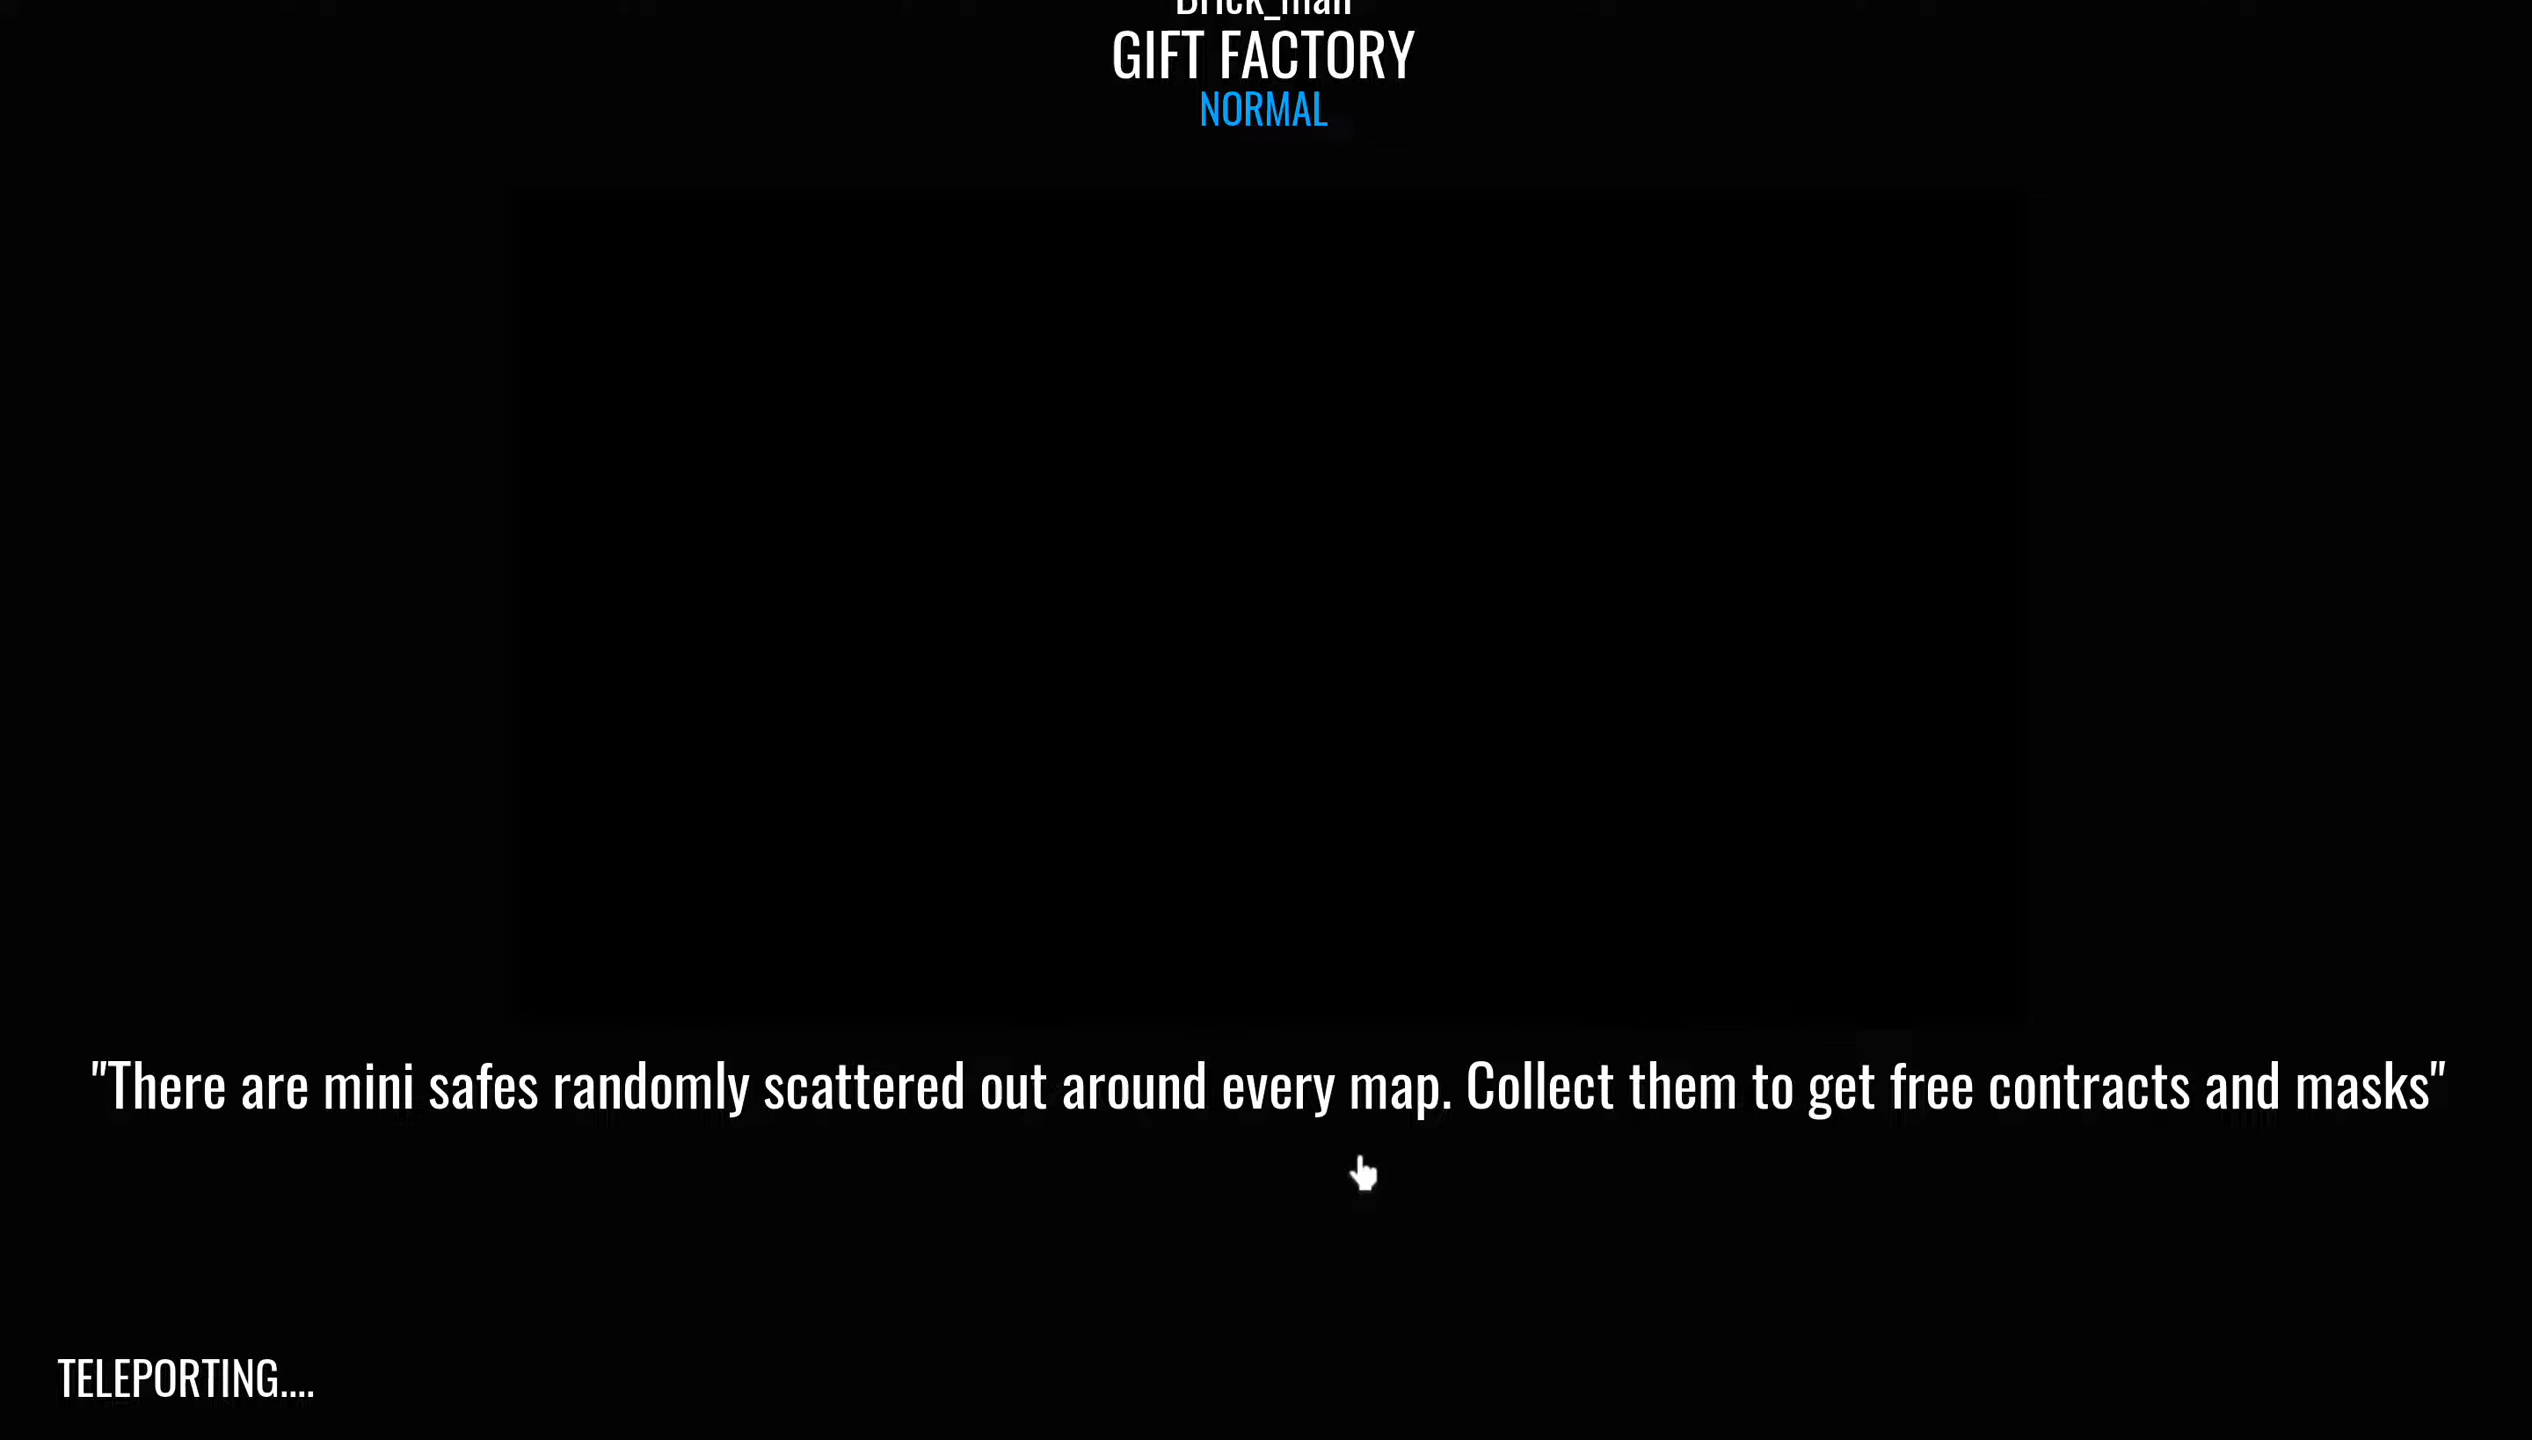 Brick_man
GIFT FACTORY
NORMAL
"There are mini safes randomly scattered out around every map. Collect them to get free contracts and masks"
TELEPORTING....